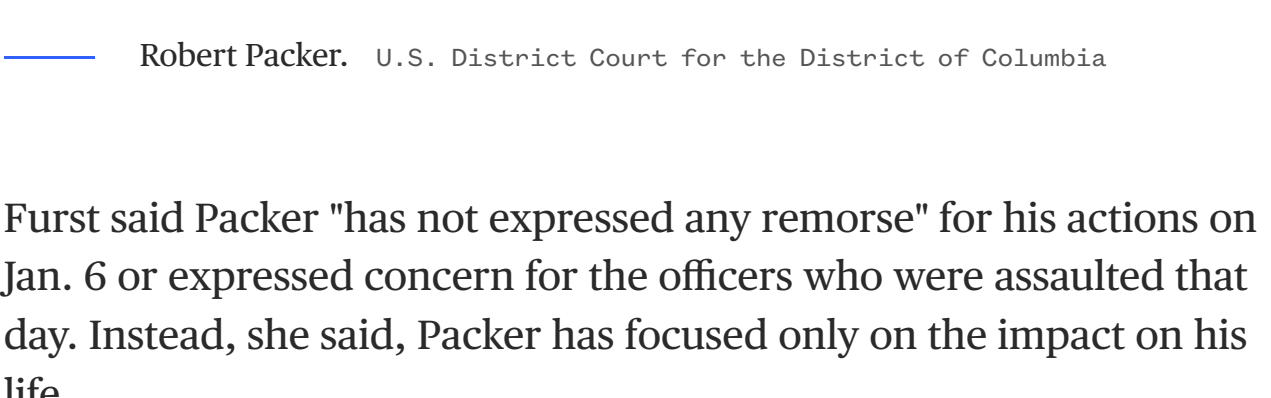 Robert Packer. U.S. District Court for the District of Columbia
Furst said Packer "has not expressed any remorse" for his actions on
Jan. 6 or expressed concern for the officers who were assaulted that
day. Instead, she said, Packer has focused only on the impact on his
life.